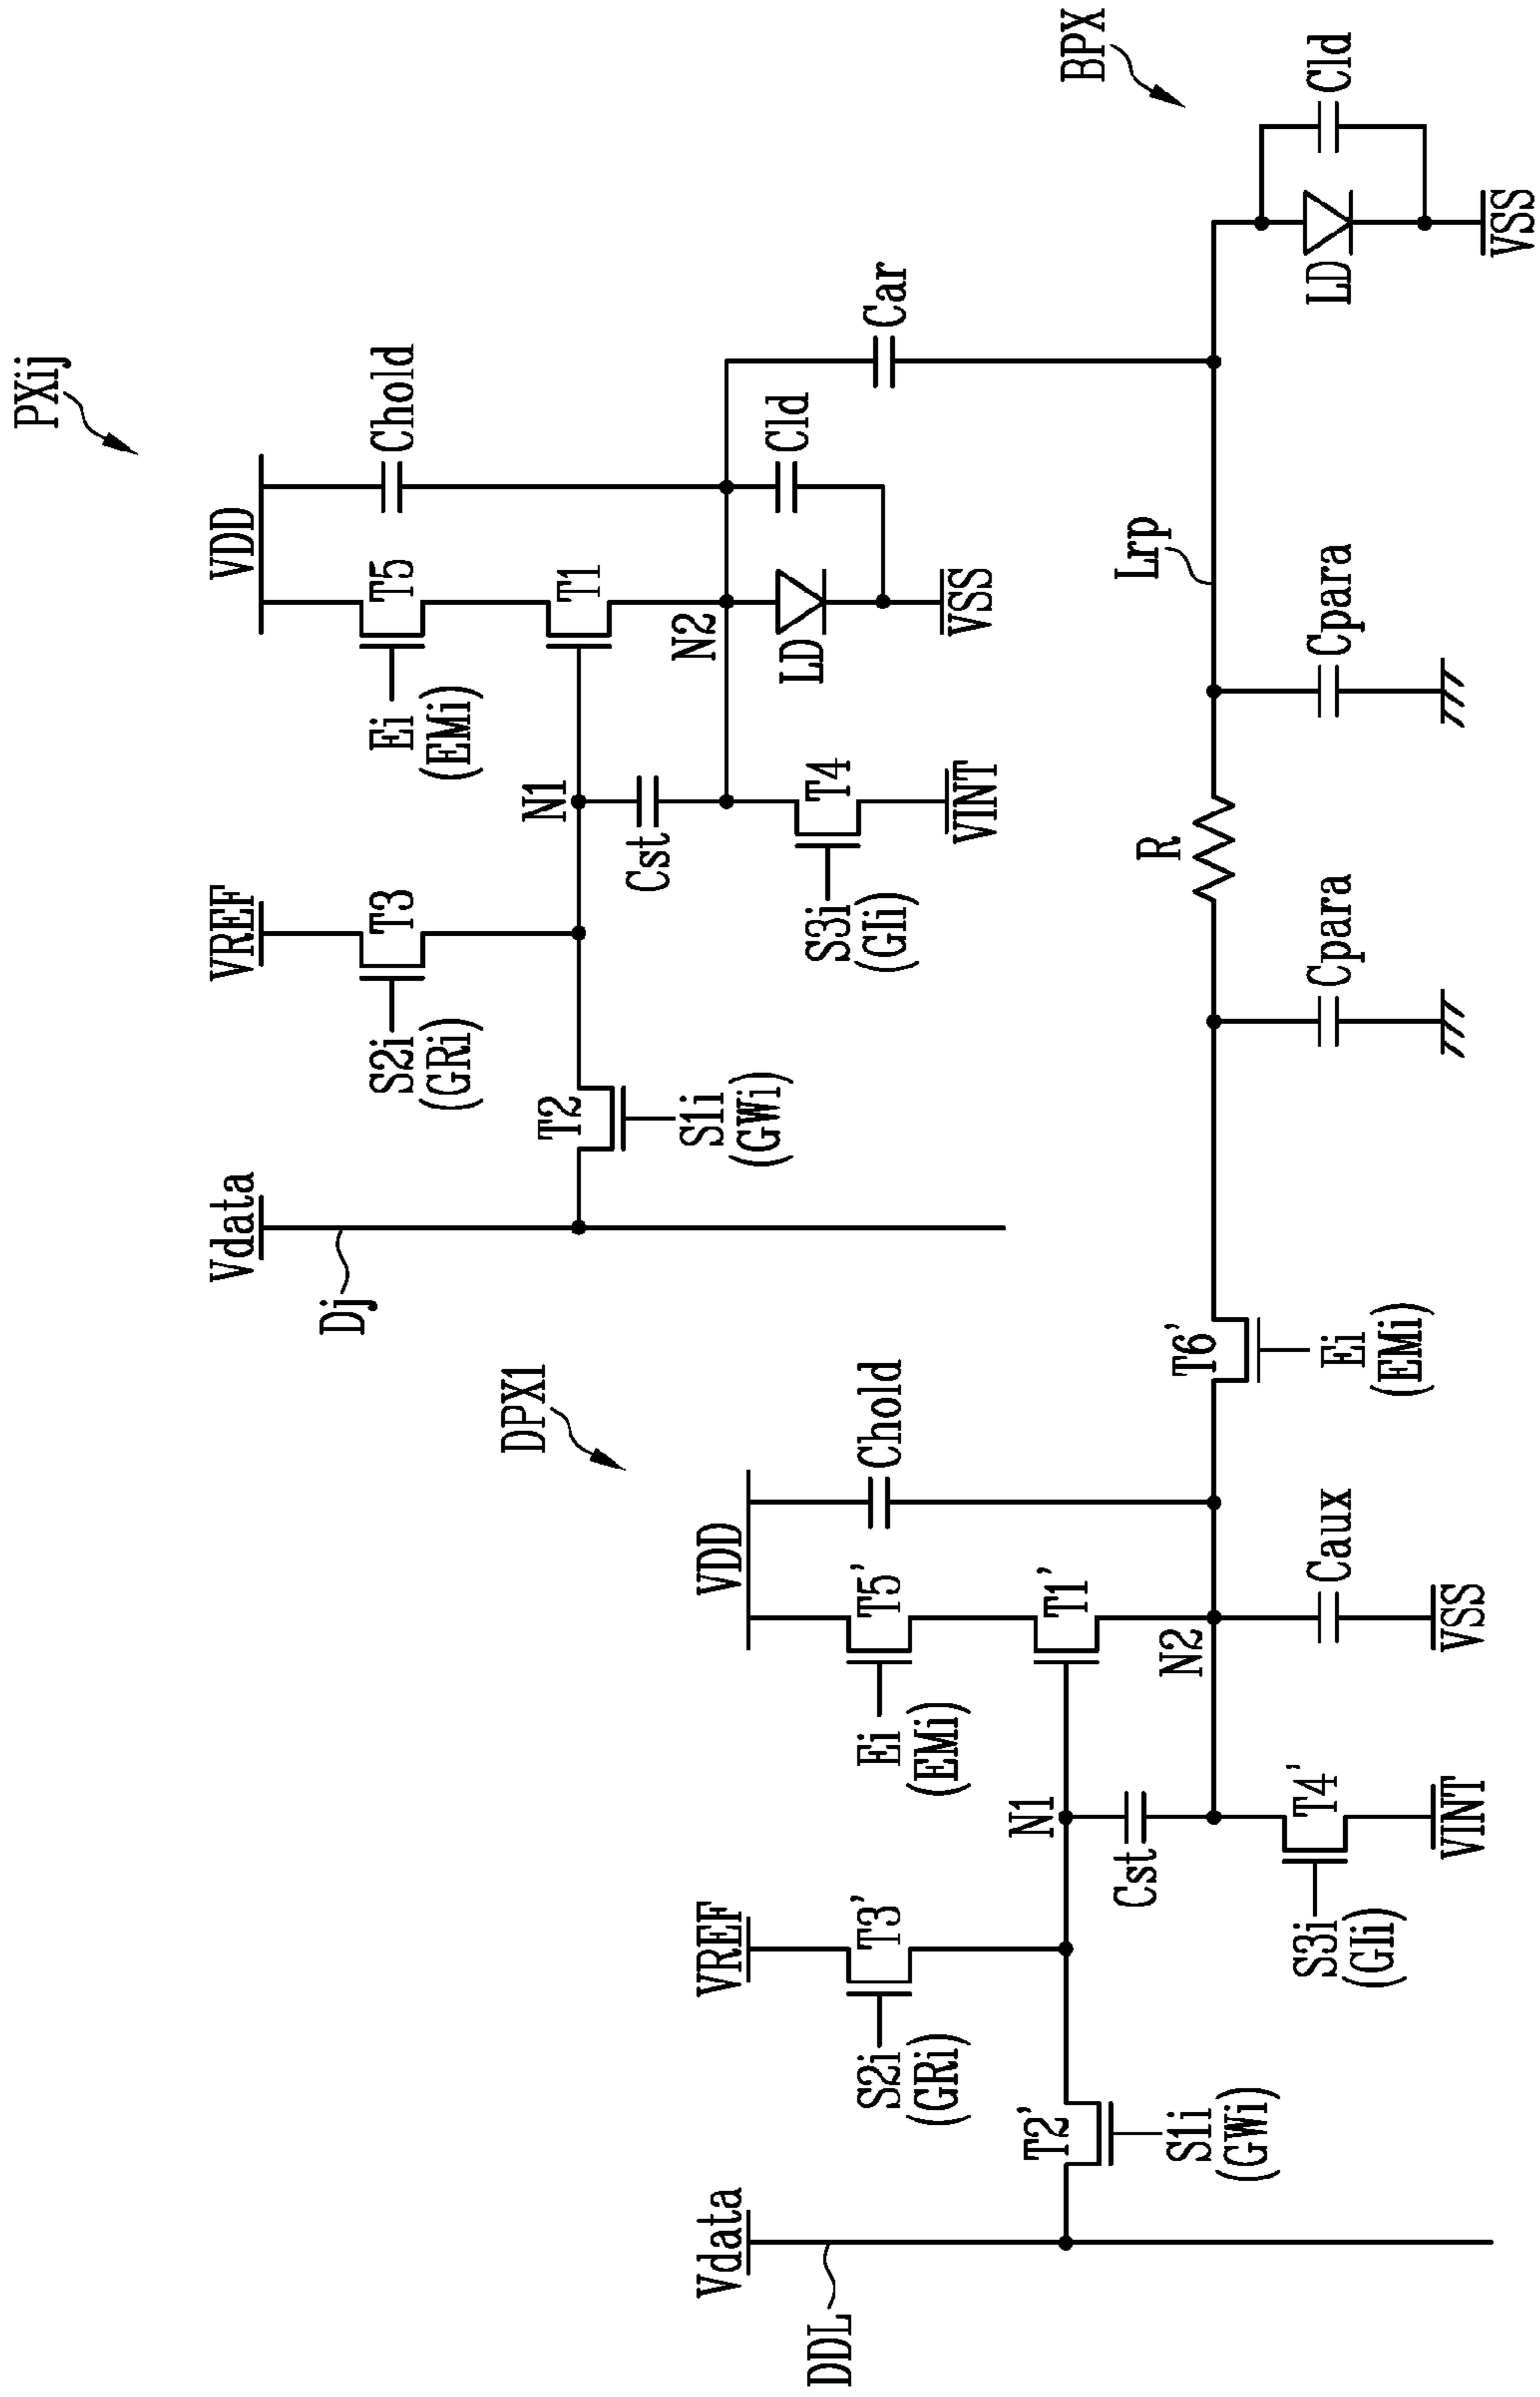 PXij
BPX
VDD
Chold
T5
Ei
(EMi)
T1
VREF
T3
S2i
(GRi)
N1
N2
Cst
Cld
LD
VSS
Car
T4
S3i
(GIi)
VINT
T2
S1i
(GWi)
Vdata
Dj
Lrp
R
Cpara
Cpara
Cld
LD
VSS
DPX1
VDD
Chold
T5'
Ei
(EMi)
T1'
T6'
Ei
(EMi)
VREF
T3'
S2i
(GRi)
N1
N2
Cst
Caux
VSS
T4'
S3i
(GIi)
VINT
T2'
S1i
(GWi)
Vdata
DDL